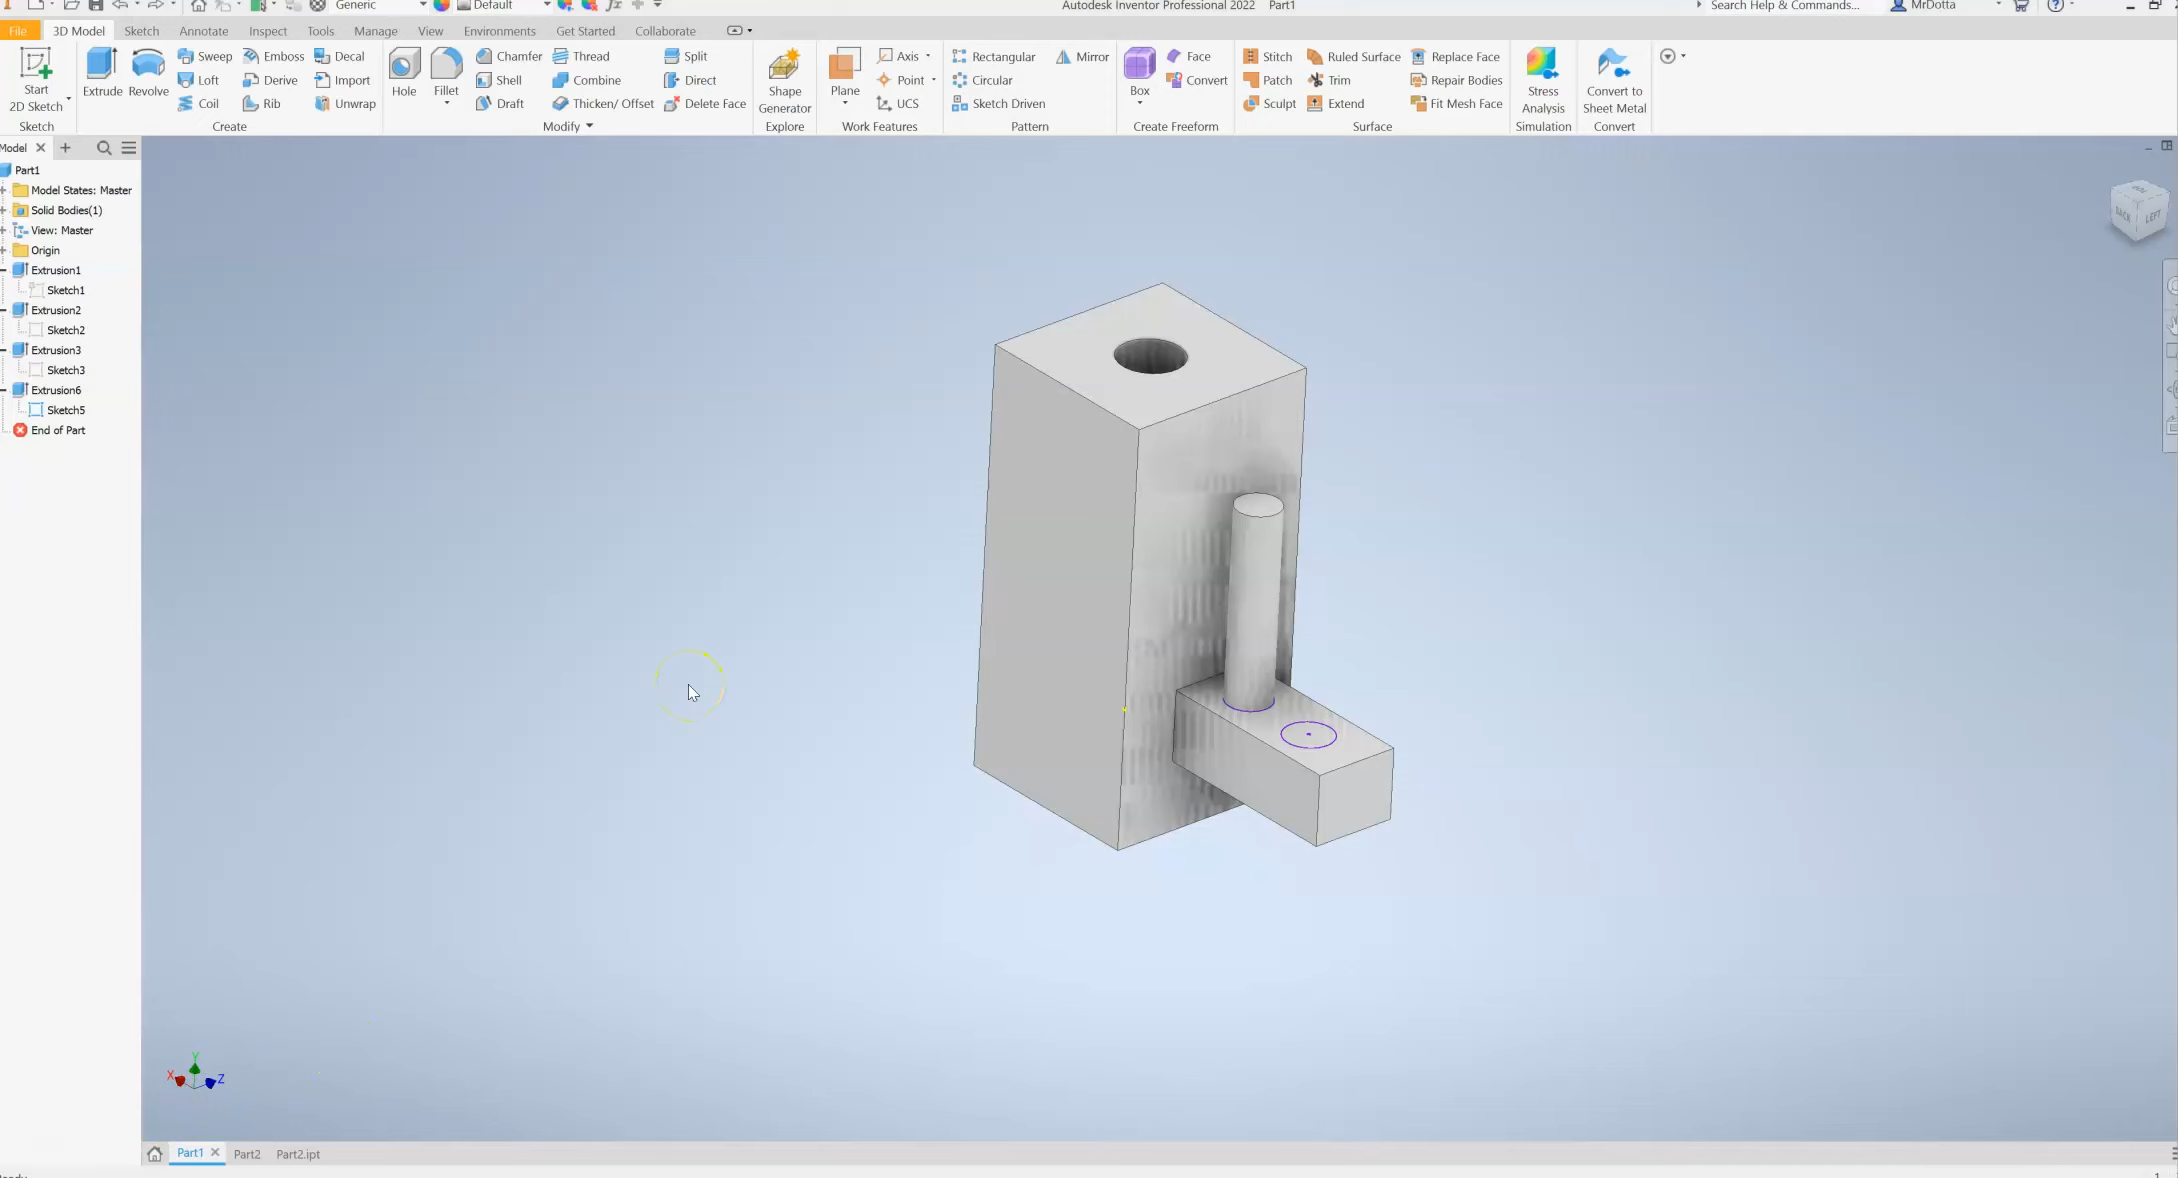 Generic Default Autodesk Inventor Professional 2022 Part1 Search Help & Commands... MrDotta
File 3D Model Sketch Annotate Inspect Tools Manage View Environments Get Started Collaborate
Start
2D Sketch
Sketch
Extrude Revolve
Sweep Emboss Decal
Loft Derive Import
Coil Rib Unwrap
Create
Hole Fillet
Chamfer Thread Split
Shell Combine Direct
Draft Thicken/ Offset Delete Face
Modify
Shape
Generator
Explore
Plane
Axis
Point
UCS
Work Features
Rectangular Mirror
Circular
Sketch Driven
Pattern
Box
Face
Convert
Create Freeform
Stitch Ruled Surface Replace Face
Patch Trim Repair Bodies
Sculpt Extend Fit Mesh Face
Surface
Stress
Analysis
Simulation
Convert to
Sheet Metal
Convert
Model
Part1
Model States: Master
Solid Bodies(1)
View: Master
Origin
Extrusion1
Sketch1
Extrusion2
Sketch2
Extrusion3
Sketch3
Extrusion6
Sketch5
End of Part
BACK LEFT
Y
X Z
Part1 Part2 Part2.ipt